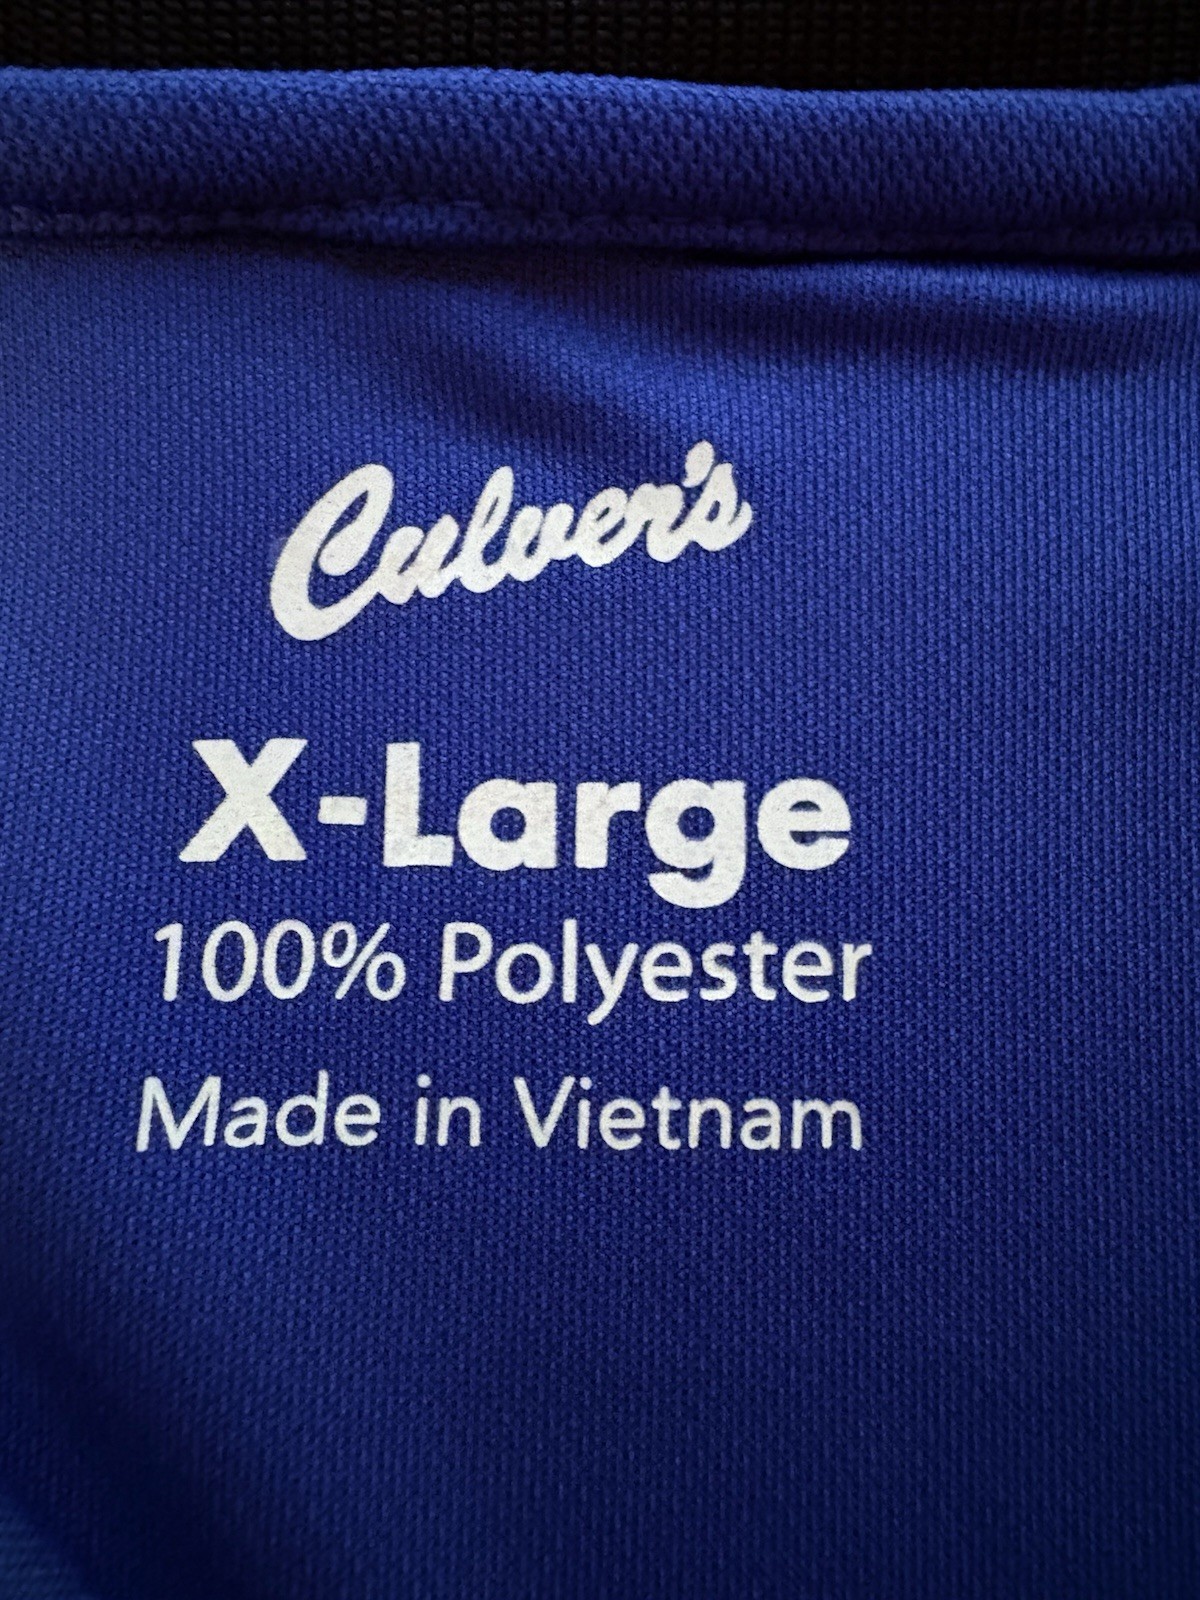 Culver's
X-Large
100% Polyester
Made in Vietnam